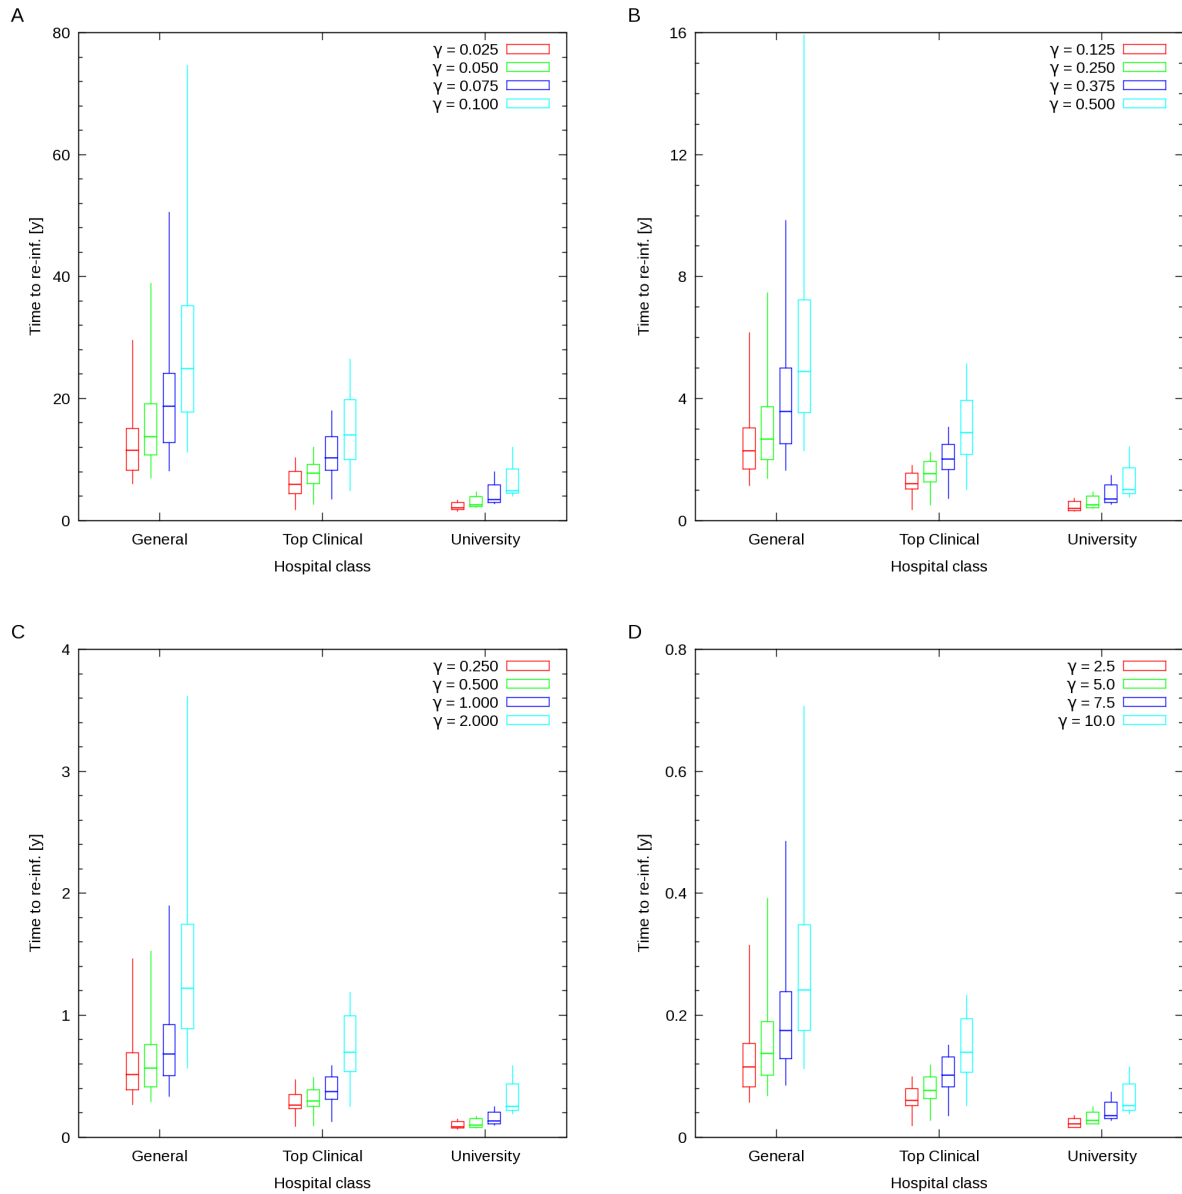 A
80
60
40
20
0
Time to re-inf. [y]
γ = 0.025
γ = 0.050
γ = 0.075
γ = 0.100
General Top Clinical University
Hospital class
B
16
12
8
4
0
Time to re-inf. [y]
γ = 0.125
γ = 0.250
γ = 0.375
γ = 0.500
General Top Clinical University
Hospital class
C
4
3
2
1
0
Time to re-inf. [y]
γ = 0.250
γ = 0.500
γ = 1.000
γ = 2.000
General Top Clinical University
Hospital class
D
0.8
0.6
0.4
0.2
0
Time to re-inf. [y]
γ = 2.5
γ = 5.0
γ = 7.5
γ = 10.0
General Top Clinical University
Hospital class